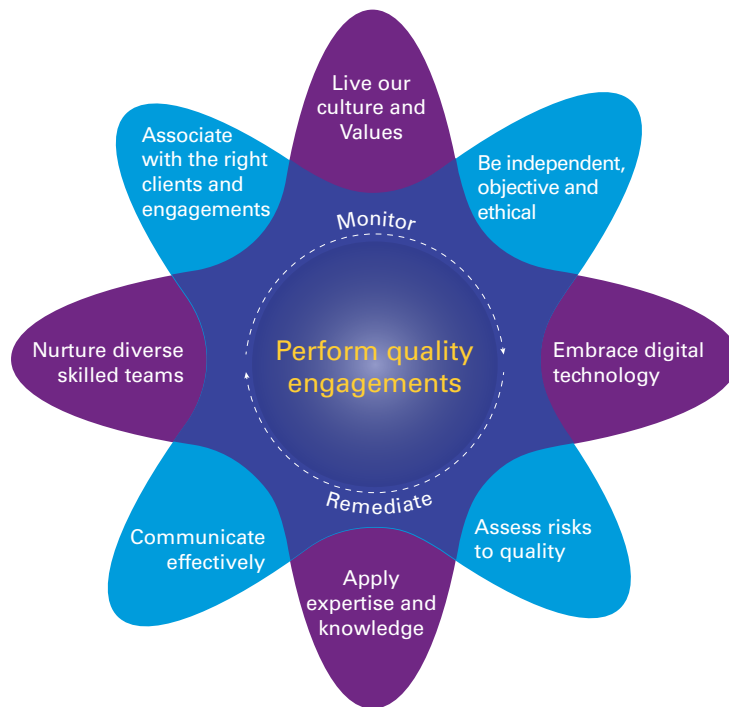 Live our
culture and
Values
Associate
with the right
clients and
engagements
Be independent,
objective and
ethical
Monitor
Nurture diverse
skilled teams
Perform quality
engagements
Embrace digital
technology
Remediate
Communicate
effectively
Assess risks
to quality
Apply
expertise and
knowledge